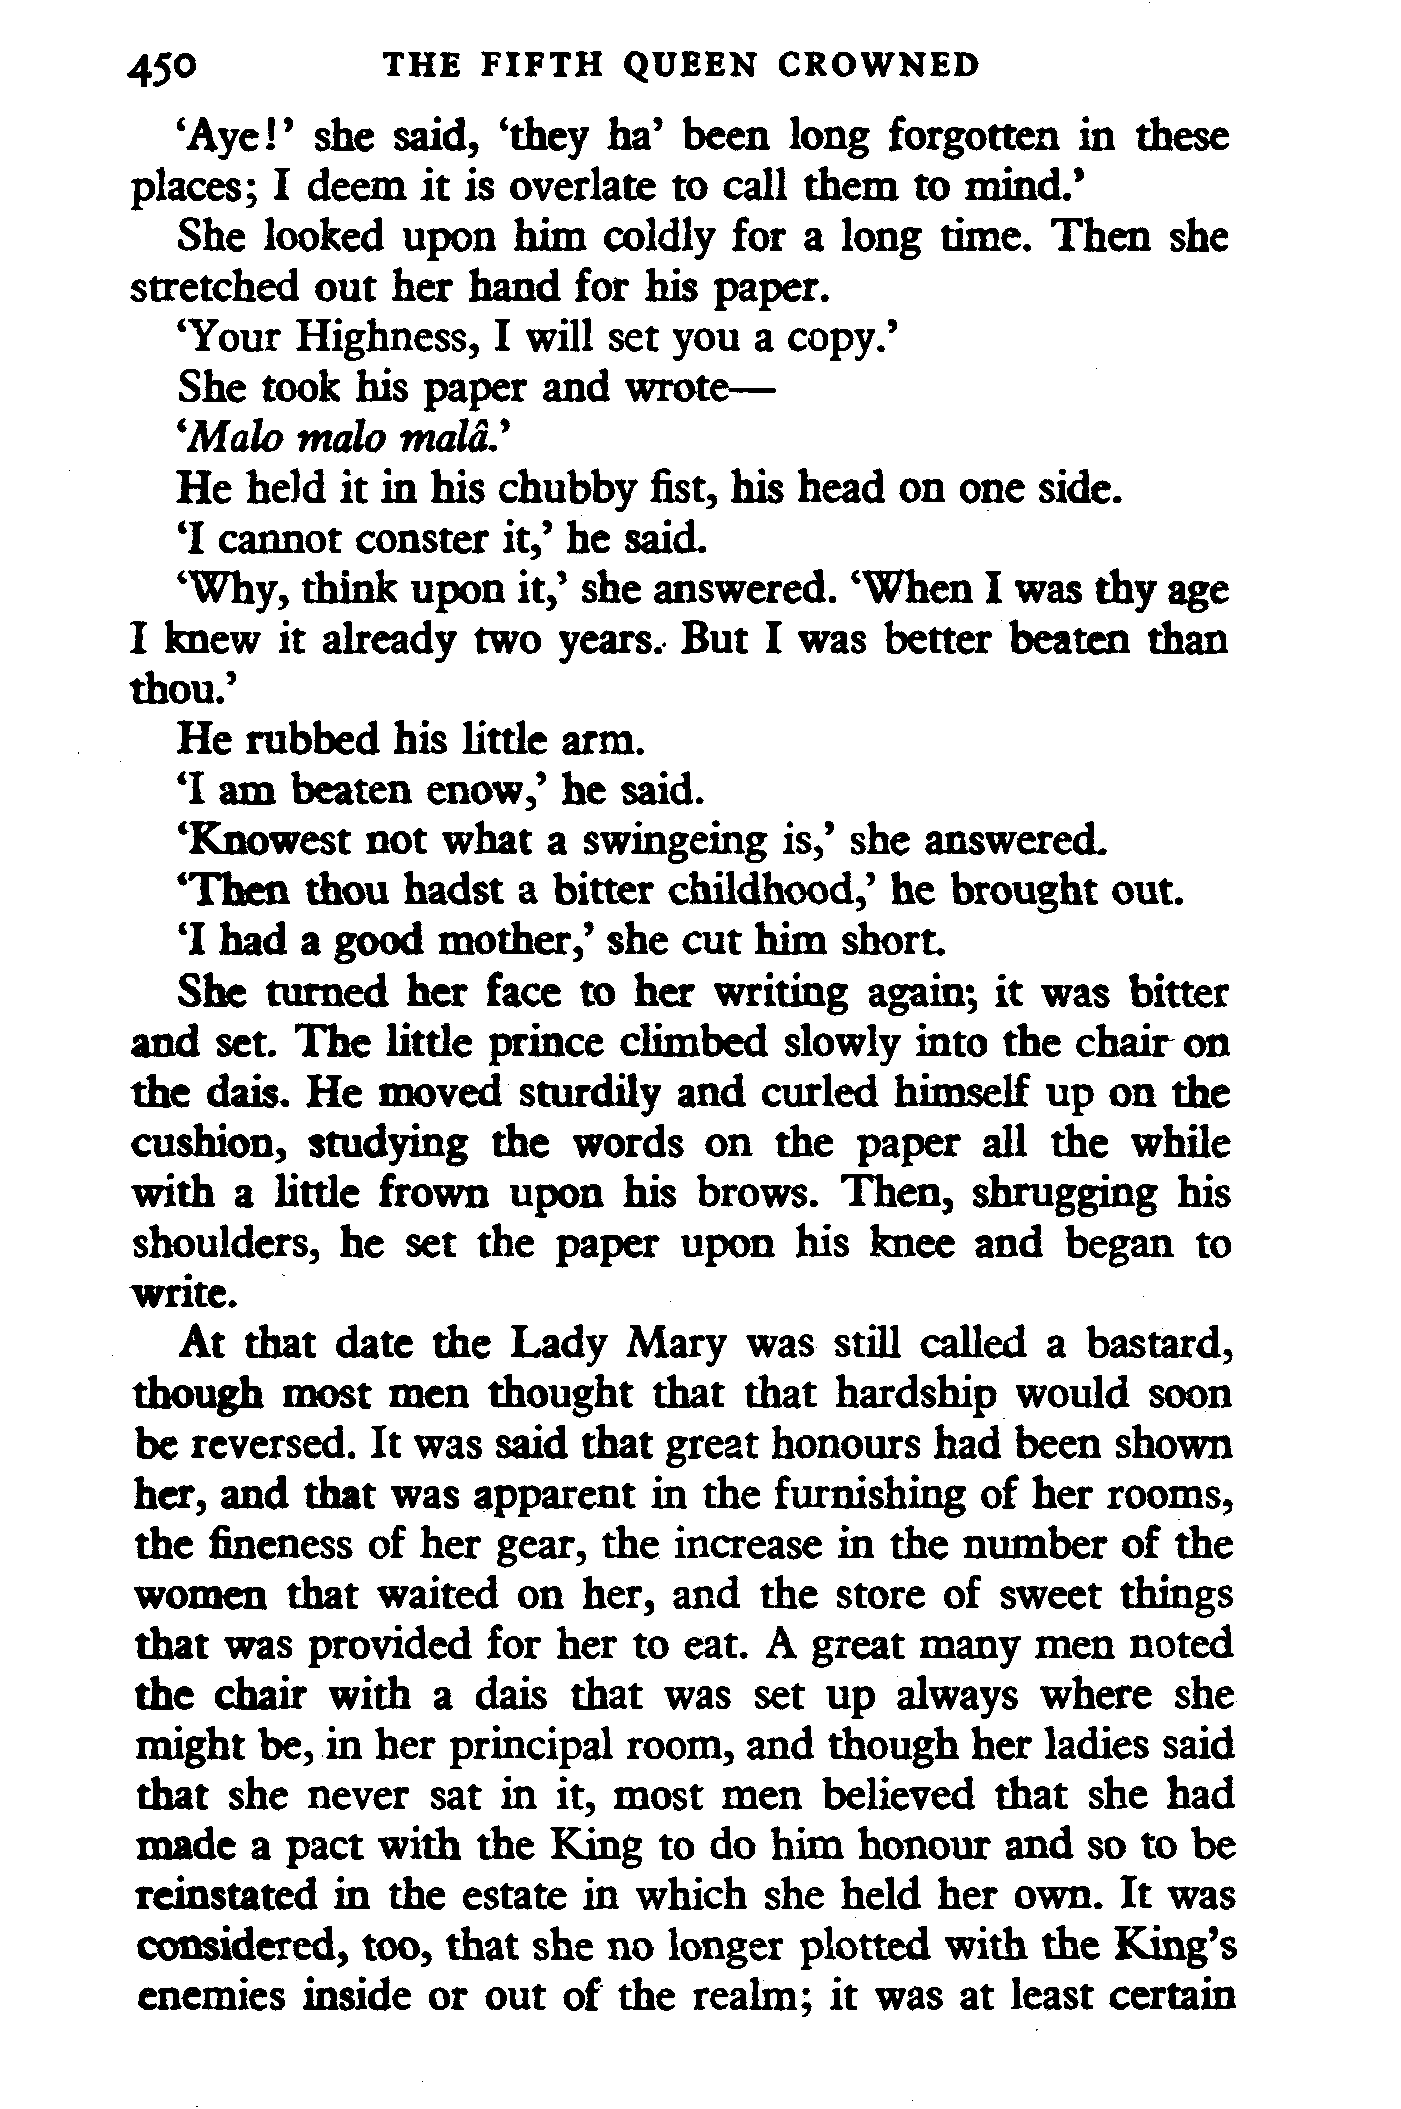 450 THE FIFTH QUEEN CROWNED
‘Aye!’ she said, ‘they ha’ been long forgotten in these
places; I deem it is overlate to call them to mind.’
She looked upon him coldly for a long time. Then she
stretched out her hand for his paper.
‘Your Highness, I will set you a copy.’
She took his paper and wrote—
‘Malo malo malâ.’
He held it in his chubby fist, his head on one side.
‘I cannot conster it,’ he said.
‘Why, think upon it,’ she answered. ‘When I was thy age
I knew it already two years. But I was better beaten than
thou.’
He rubbed his little arm.
‘I am beaten enow,’ he said.
‘Knowest not what a swingeing is,’ she answered.
‘Then thou hadst a bitter childhood,’ he brought out.
‘I had a good mother,’ she cut him short.
She turned her face to her writing again; it was bitter
and set. The little prince climbed slowly into the chair on
the dais. He moved sturdily and curled himself up on the
cushion, studying the words on the paper all the while
with a little frown upon his brows. Then, shrugging his
shoulders, he set the paper upon his knee and began to
write.
At that date the Lady Mary was still called a bastard,
though most men thought that that hardship would soon
be reversed. It was said that great honours had been shown
her, and that was apparent in the furnishing of her rooms,
the fineness of her gear, the increase in the number of the
women that waited on her, and the store of sweet things
that was provided for her to eat. A great many men noted
the chair with a dais that was set up always where she
might be, in her principal room, and though her ladies said
that she never sat in it, most men believed that she had
made a pact with the King to do him honour and so to be
reinstated in the estate in which she held her own. It was
considered, too, that she no longer plotted with the King’s
enemies inside or out of the realm; it was at least certain